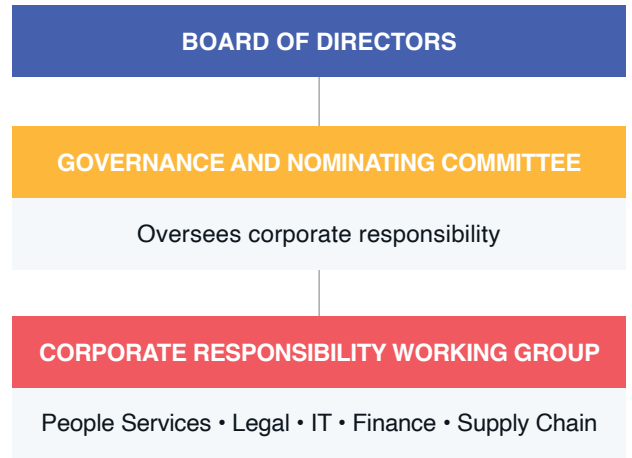 BOARD OF DIRECTORS
GOVERNANCE AND NOMINATING COMMITTEE
Oversees corporate responsibility
CORPORATE RESPONSIBILITY WORKING GROUP
People Services • Legal • IT • Finance • Supply Chain